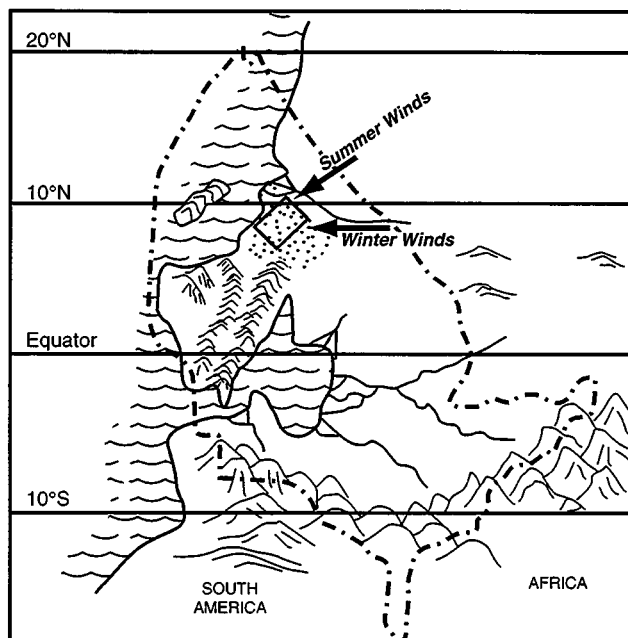 20°N
Summer Winds
10°N
Winter Winds
Equator
10°S
SOUTH
AMERICA
AFRICA